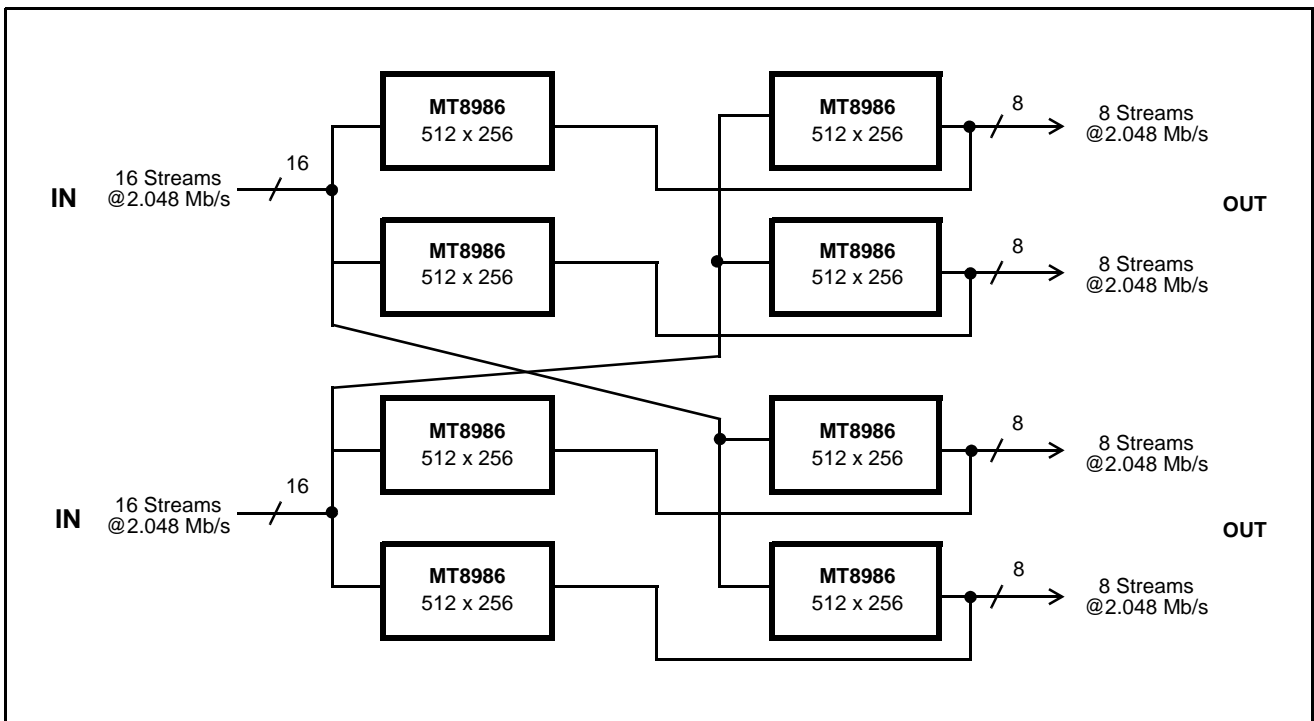 MT8986
512 x 256
MT8986
512 x 256
8
8 Streams
@2.048 Mb/s
IN
16 Streams
@2.048 Mb/s
16
OUT
MT8986
512 x 256
MT8986
512 x 256
8
8 Streams
@2.048 Mb/s
MT8986
512 x 256
MT8986
512 x 256
8
8 Streams
@2.048 Mb/s
IN
16 Streams
@2.048 Mb/s
16
OUT
MT8986
512 x 256
MT8986
512 x 256
8
8 Streams
@2.048 Mb/s